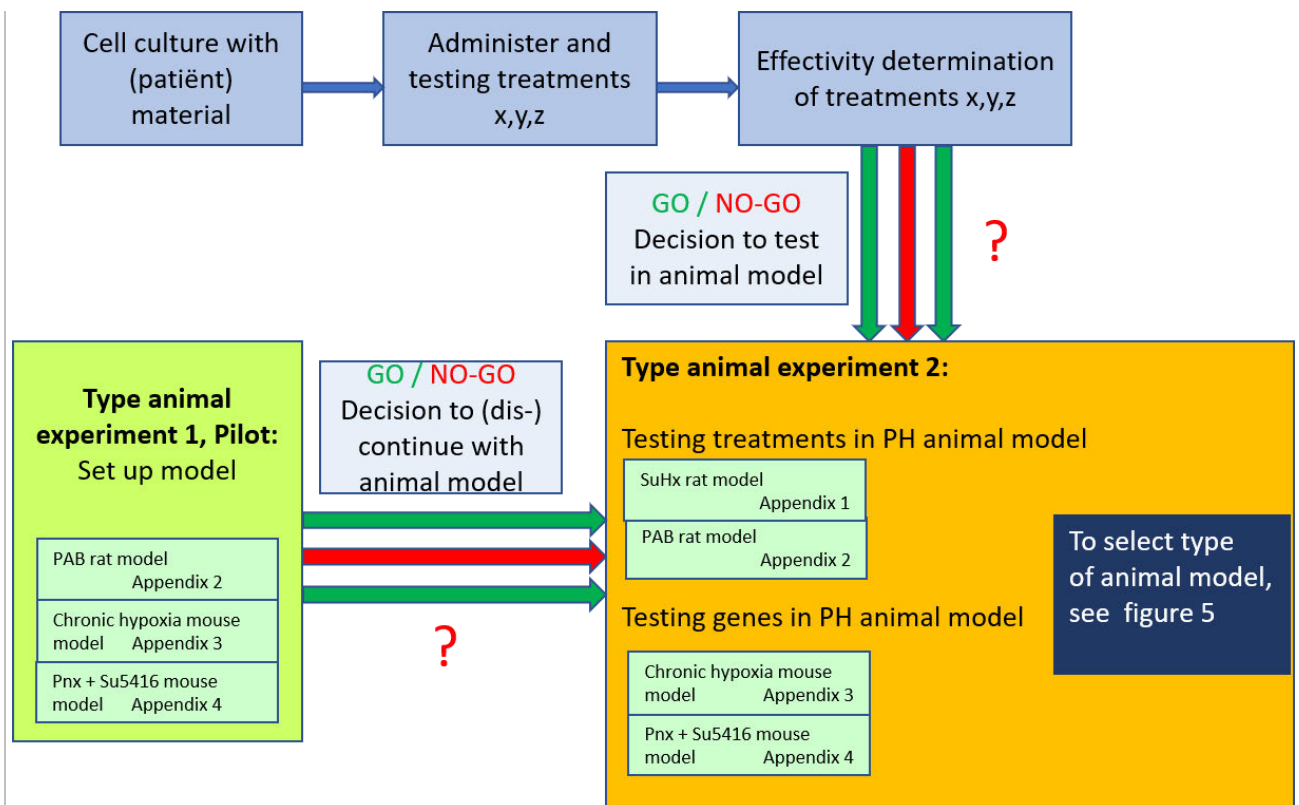 Cell culture with
(patiënt)
material
Administer and
testing treatments
x,y,z
Effectivity determination
of treatments x,y,z
GO / NO-GO
Decision to test
in animal model
?
Type animal
experiment 1, Pilot:
Set up model
PAB rat model
Appendix 2
Chronic hypoxia mouse
model Appendix 3
Pnx + Su5416 mouse
model Appendix 4
GO / NO-GO
Decision to (dis-)
continue with
animal model
?
Type animal experiment 2:
Testing treatments in PH animal model
SuHx rat model
Appendix 1
PAB rat model
Appendix 2
Testing genes in PH animal model
Chronic hypoxia mouse
model Appendix 3
Pnx + Su5416 mouse
model Appendix 4
To select type
of animal model,
see figure 5